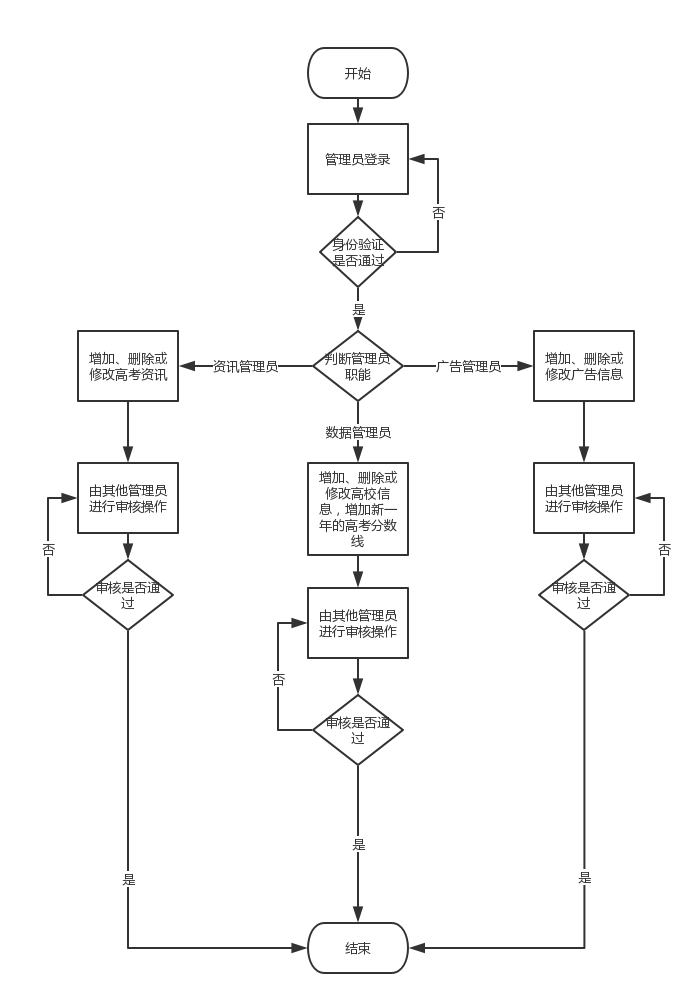 开始
管理员登录
否
身份验证
是否通过
是
增加、删除或
修改高考资讯
资讯管理员
判断管理员
职能
广告管理员
增加、删除或
修改广告信息
数据管理员
由其他管理员
进行审核操作
增加、删除或
修改高校信
息，增加新一
年的高考分数
线
由其他管理员
进行审核操作
否
否
审核是否通
过
审核是否通
过
由其他管理员
进行审核操作
否
审核是否通
过
是
是
是
结束